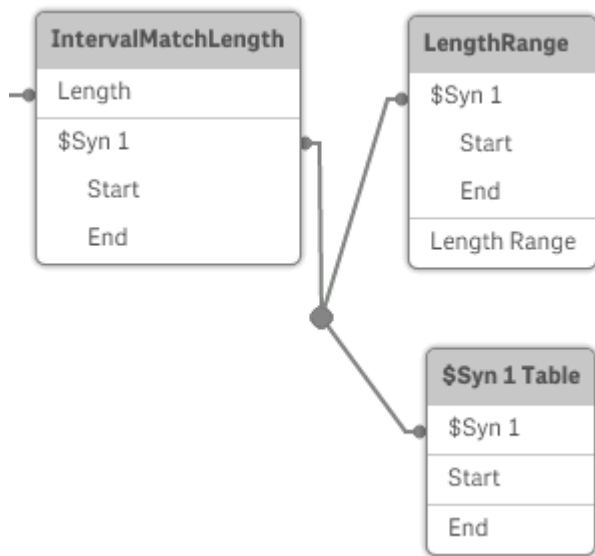 IntervalMatchLength
Length
$Syn 1
Start
End
LengthRange
$Syn 1
Start
End
Length Range
$Syn 1 Table
$Syn 1
Start
End